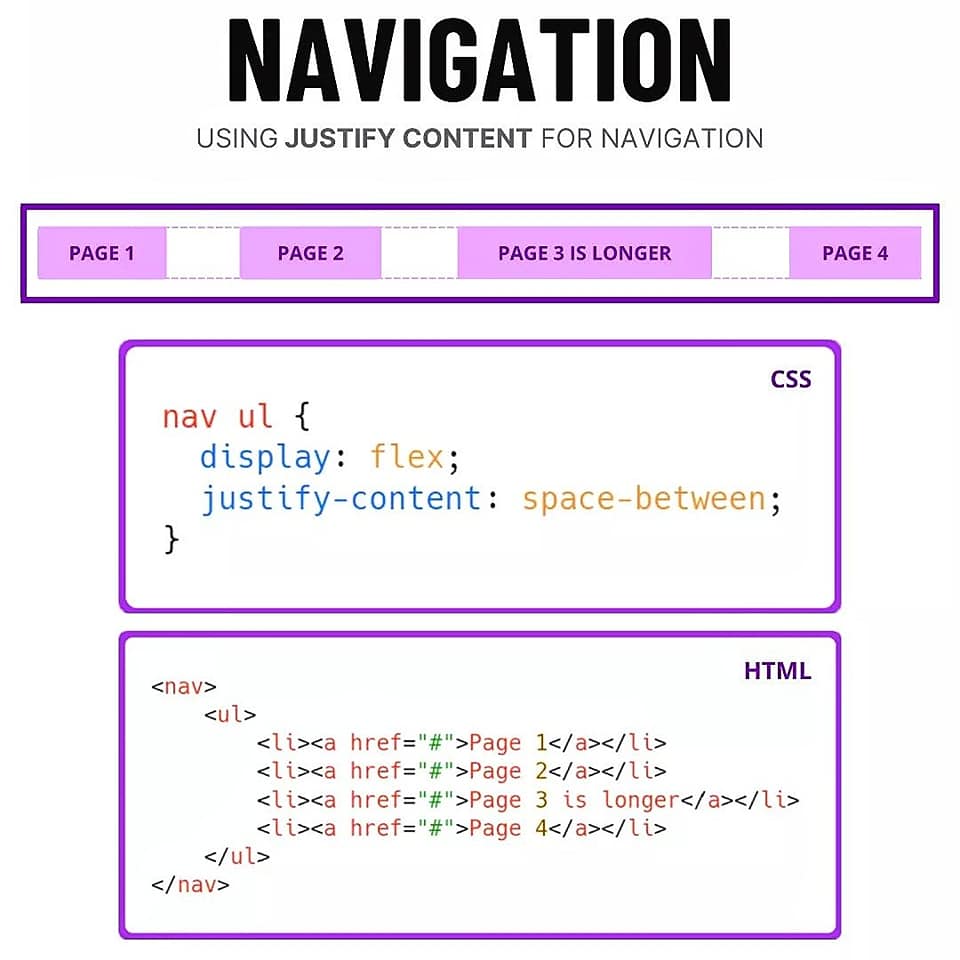 NAVIGATION
USING JUSTIFY CONTENT FOR NAVIGATION
PAGE 1 PAGE 2 PAGE 3 IS LONGER PAGE 4
CSS
nav ul {
  display: flex;
  justify-content: space-between;
}
HTML
<nav>
    <ul>
        <li><a href="#">Page 1</a></li>
        <li><a href="#">Page 2</a></li>
        <li><a href="#">Page 3 is longer</a></li>
        <li><a href="#">Page 4</a></li>
    </ul>
</nav>